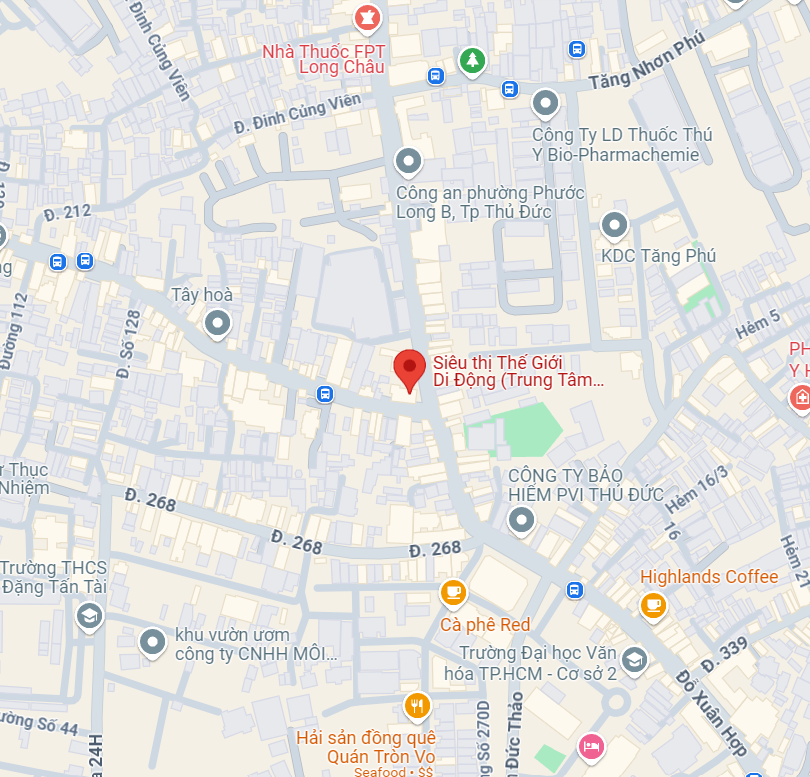 Đ. Đình Củng Viên
Nhà Thuốc FPT
Long Châu
Tăng Nhơn Phú
Đ. Đình Củng Viên
Công Ty LD Thuốc Thú
Y Bio-Pharmachemie
Công an phường Phước
Long B, Tp Thủ Đức
Đ. 212
KDC Tăng Phú
Tây hoà
Đường 112
Đ. Số 128
Hẻm 5
Siêu thị Thế Giới
Di Động (Trung Tâm...
PH
Y H
Thục
Nhiệm
CÔNG TY BẢO
HIỂM PVI THỦ ĐỨC
Hẻm 16/3
16
Hẻm 21
Đ. 268
Đ. 268
Đ. 268
Trường THCS
Đặng Tấn Tài
Highlands Coffee
Cà phê Red
khu vườn ươm
công ty CNHH MÔI...
Trường Đại học Văn
hóa TP.HCM - Cơ sở 2
Đ. 339
Đỗ Xuân Hợp
Số 270D
Đức Thảo
ường Số 44
a 24H
Hải sản đồng quê
Quán Tròn Vo
Seafood • $$